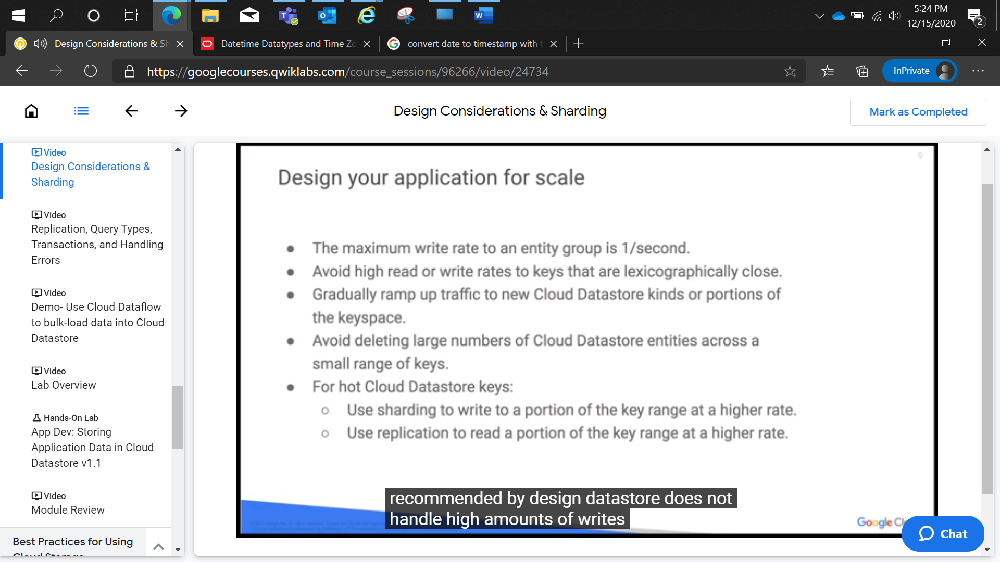 5:24 PM
12/15/2020
2
Design Considerations & Sh
Datetime Datatypes and Time Zo
convert date to timestamp with t
https://googlecourses.qwiklabs.com/course_sessions/96266/video/24734
InPrivate
Design Considerations & Sharding
Mark as Completed
Video
Design Considerations &
Sharding
Video
Replication, Query Types,
Transactions, and Handling
Errors
Video
Demo- Use Cloud Dataflow
to bulk-load data into Cloud
Datastore
Video
Lab Overview
Hands-On Lab
App Dev: Storing
Application Data in Cloud
Datastore v1.1
Video
Module Review
Best Practices for Using
Cloud Storage
9
Design your application for scale
● The maximum write rate to an entity group is 1/second.
● Avoid high read or write rates to keys that are lexicographically close.
● Gradually ramp up traffic to new Cloud Datastore kinds or portions of
the keyspace.
● Avoid deleting large numbers of Cloud Datastore entities across a
small range of keys.
● For hot Cloud Datastore keys:
○ Use sharding to write to a portion of the key range at a higher rate.
○ Use replication to read a portion of the key range at a higher rate.
recommended by design datastore does not
handle high amounts of writes
Google Cl
Chat